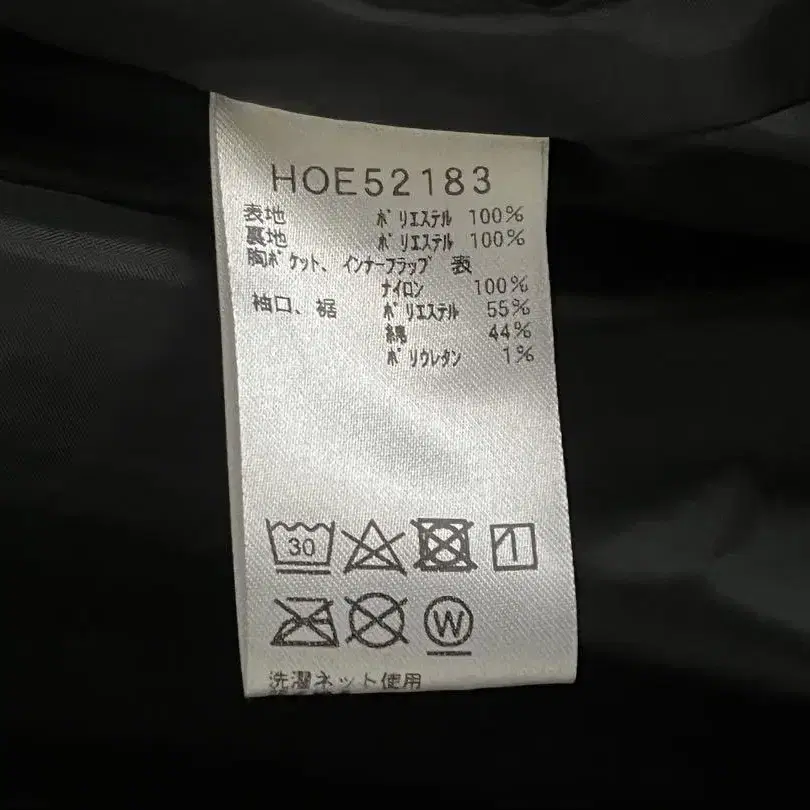 HOE52183
表地 ポリエステル 100%
裏地 ポリエステル 100%
胸ポケット、インナーフラップ 表
ナイロン 100%
袖口、裾 ポリエステル 55%
綿 44%
ポリウレタン 1%
30
W
洗濯ネット使用